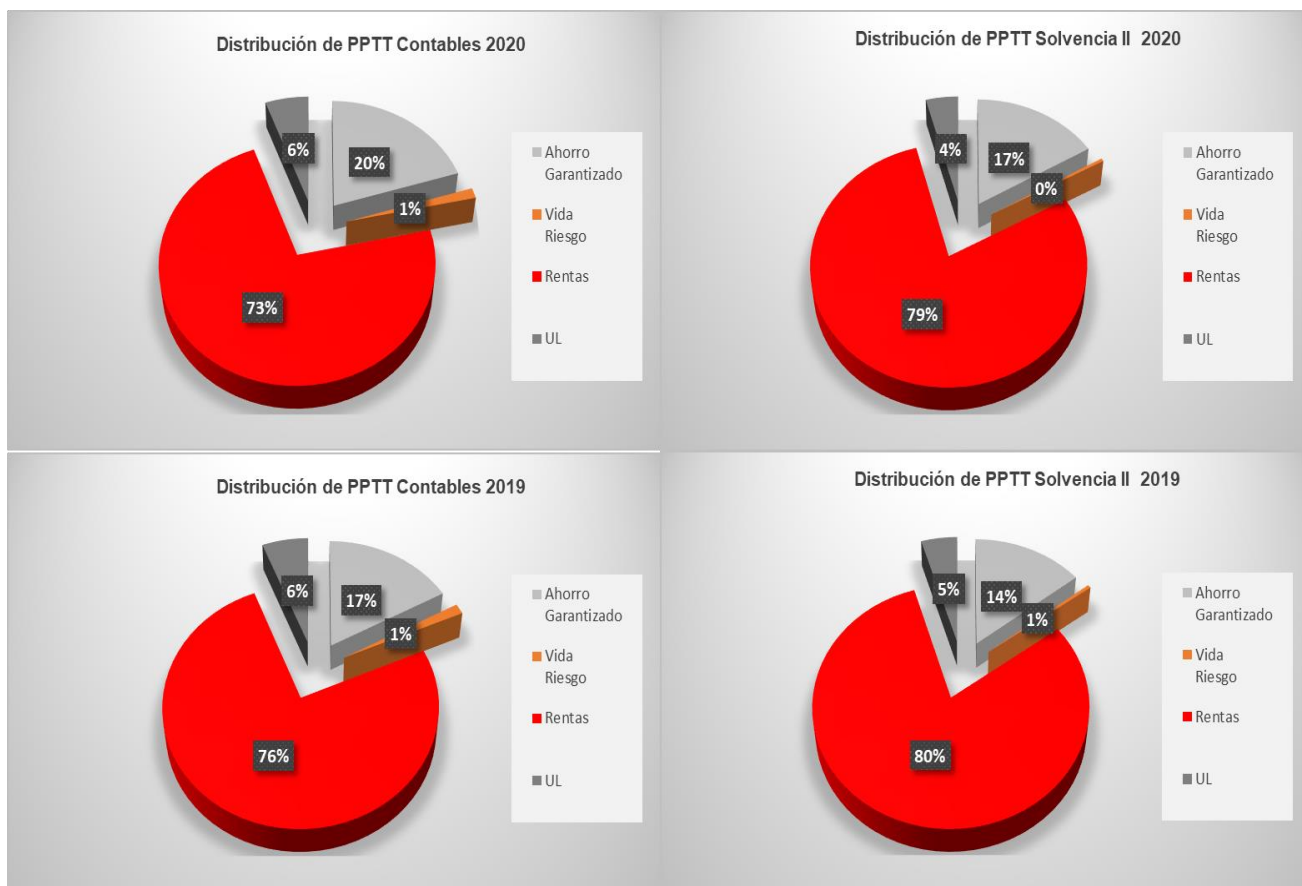 Distribución de PPTT Contables 2020
6%
20%
1%
73%
Ahorro
Garantizado
Vida
Riesgo
Rentas
UL
Distribución de PPTT Solvencia II 2020
4%
17%
0%
79%
Ahorro
Garantizado
Vida
Riesgo
Rentas
UL
Distribución de PPTT Contables 2019
6%
17%
1%
76%
Ahorro
Garantizado
Vida
Riesgo
Rentas
UL
Distribución de PPTT Solvencia II 2019
5%
14%
1%
80%
Ahorro
Garantizado
Vida
Riesgo
Rentas
UL